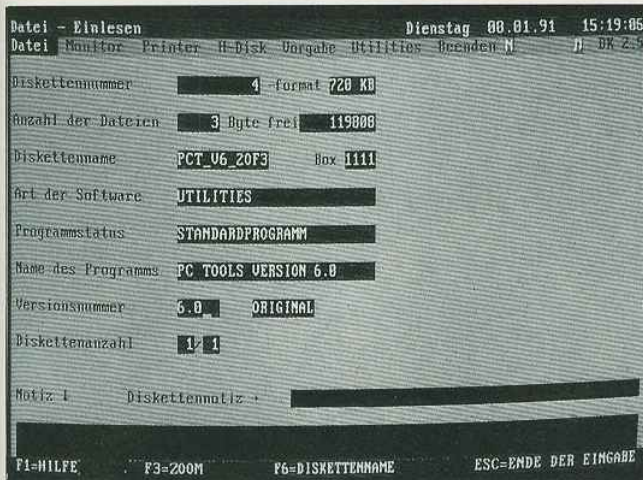 Datei - Einlesen Dienstag 08.01.91 15:19:06
Datei Monitor Printer H-Disk Vorgabe Utilities Beenden N
Diskettennummer 4 -format 720 KB
Anzahl der Dateien 3 Byte frei 119808
Diskettenname PCT_V6_2OF3 Box 1111
Art der Software UTILITIES
Programmstatus STANDARDPROGRAMM
Name des Programms PC TOOLS VERSION 6.0
Versionsnummer 6.0_ ORIGINAL
Diskettenanzahl 1/ 1
Notiz ↓ Diskettennotiz →
F1=HILFE F3=ZOOM F6=DISKETTENNAME ESC=ENDE DER EINGABE